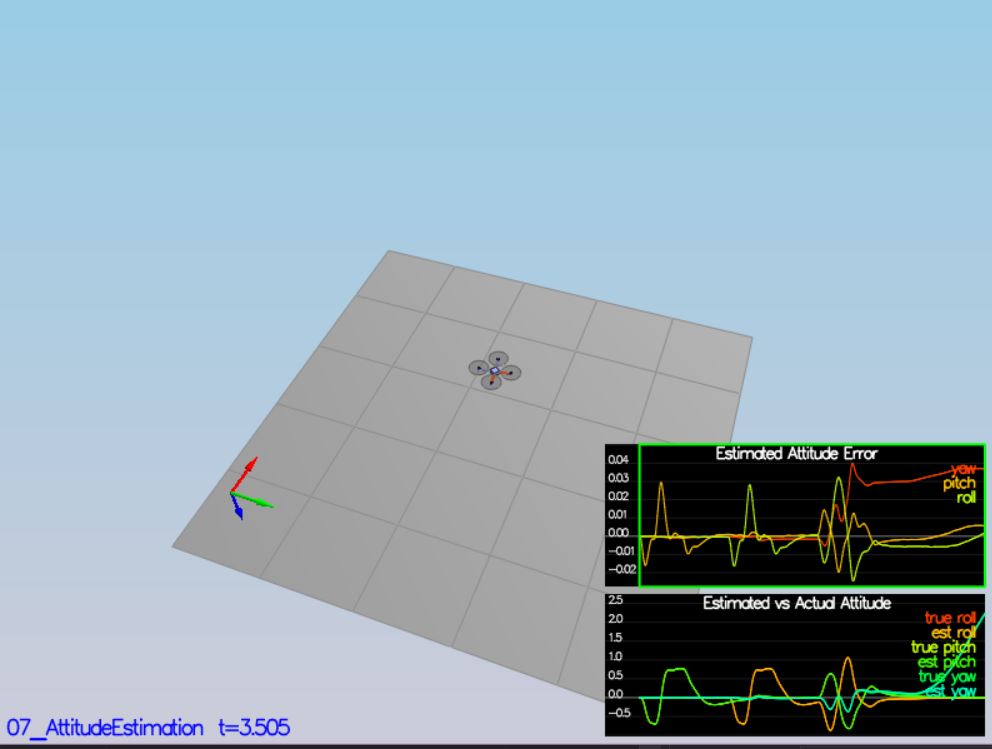 Estimated Attitude Error
0.04
0.03
0.02
0.01
0.00
−0.01
−0.02
yaw
pitch
roll
Estimated vs Actual Attitude
2.5
2.0
1.5
1.0
0.5
0.0
−0.5
true roll
est roll
true pitch
est pitch
true yaw
est yaw
07_AttitudeEstimation t=3.505